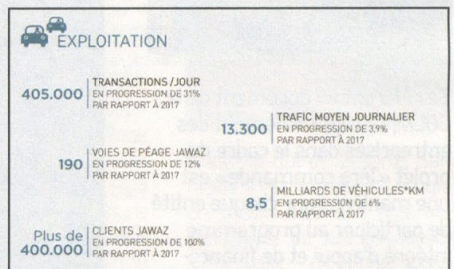 EXPLOITATION
405.000
TRANSACTIONS /JOUR
EN PROGRESSION DE 31%
PAR RAPPORT À 2017
13.300
TRAFIC MOYEN JOURNALIER
EN PROGRESSION DE 3,9%
PAR RAPPORT À 2017
190
VOIES DE PÉAGE JAWAZ
EN PROGRESSION DE 12%
PAR RAPPORT À 2017
8,5
MILLIARDS DE VÉHICULES*KM
EN PROGRESSION DE 6%
PAR RAPPORT À 2017
Plus de
400.000
CLIENTS JAWAZ
EN PROGRESSION DE 100%
PAR RAPPORT À 2017